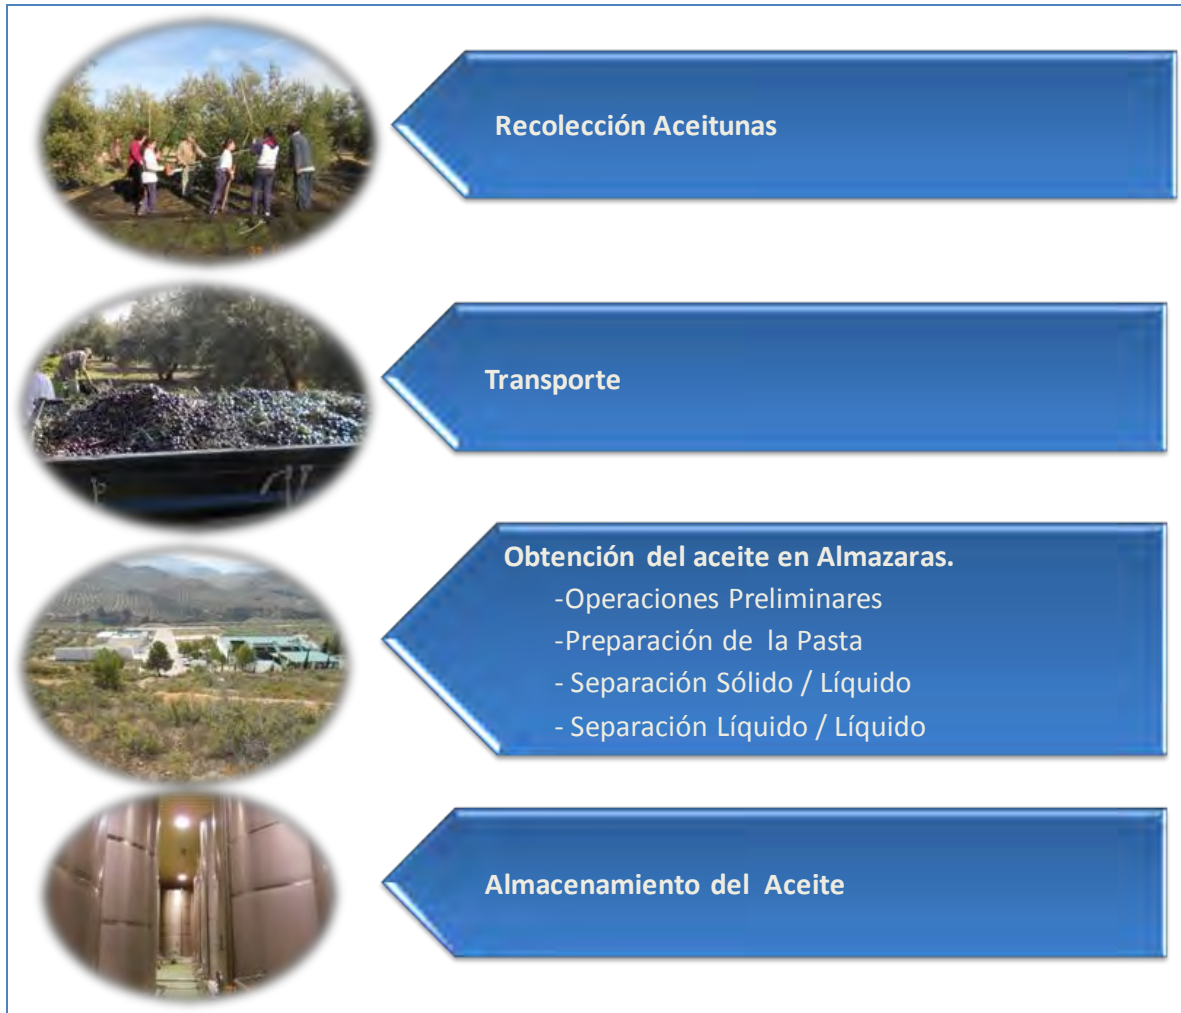 Recolección Aceitunas
Transporte
Obtención del aceite en Almazaras.
-Operaciones Preliminares
-Preparación de la Pasta
- Separación Sólido / Líquido
- Separación Líquido / Líquido
Almacenamiento del Aceite